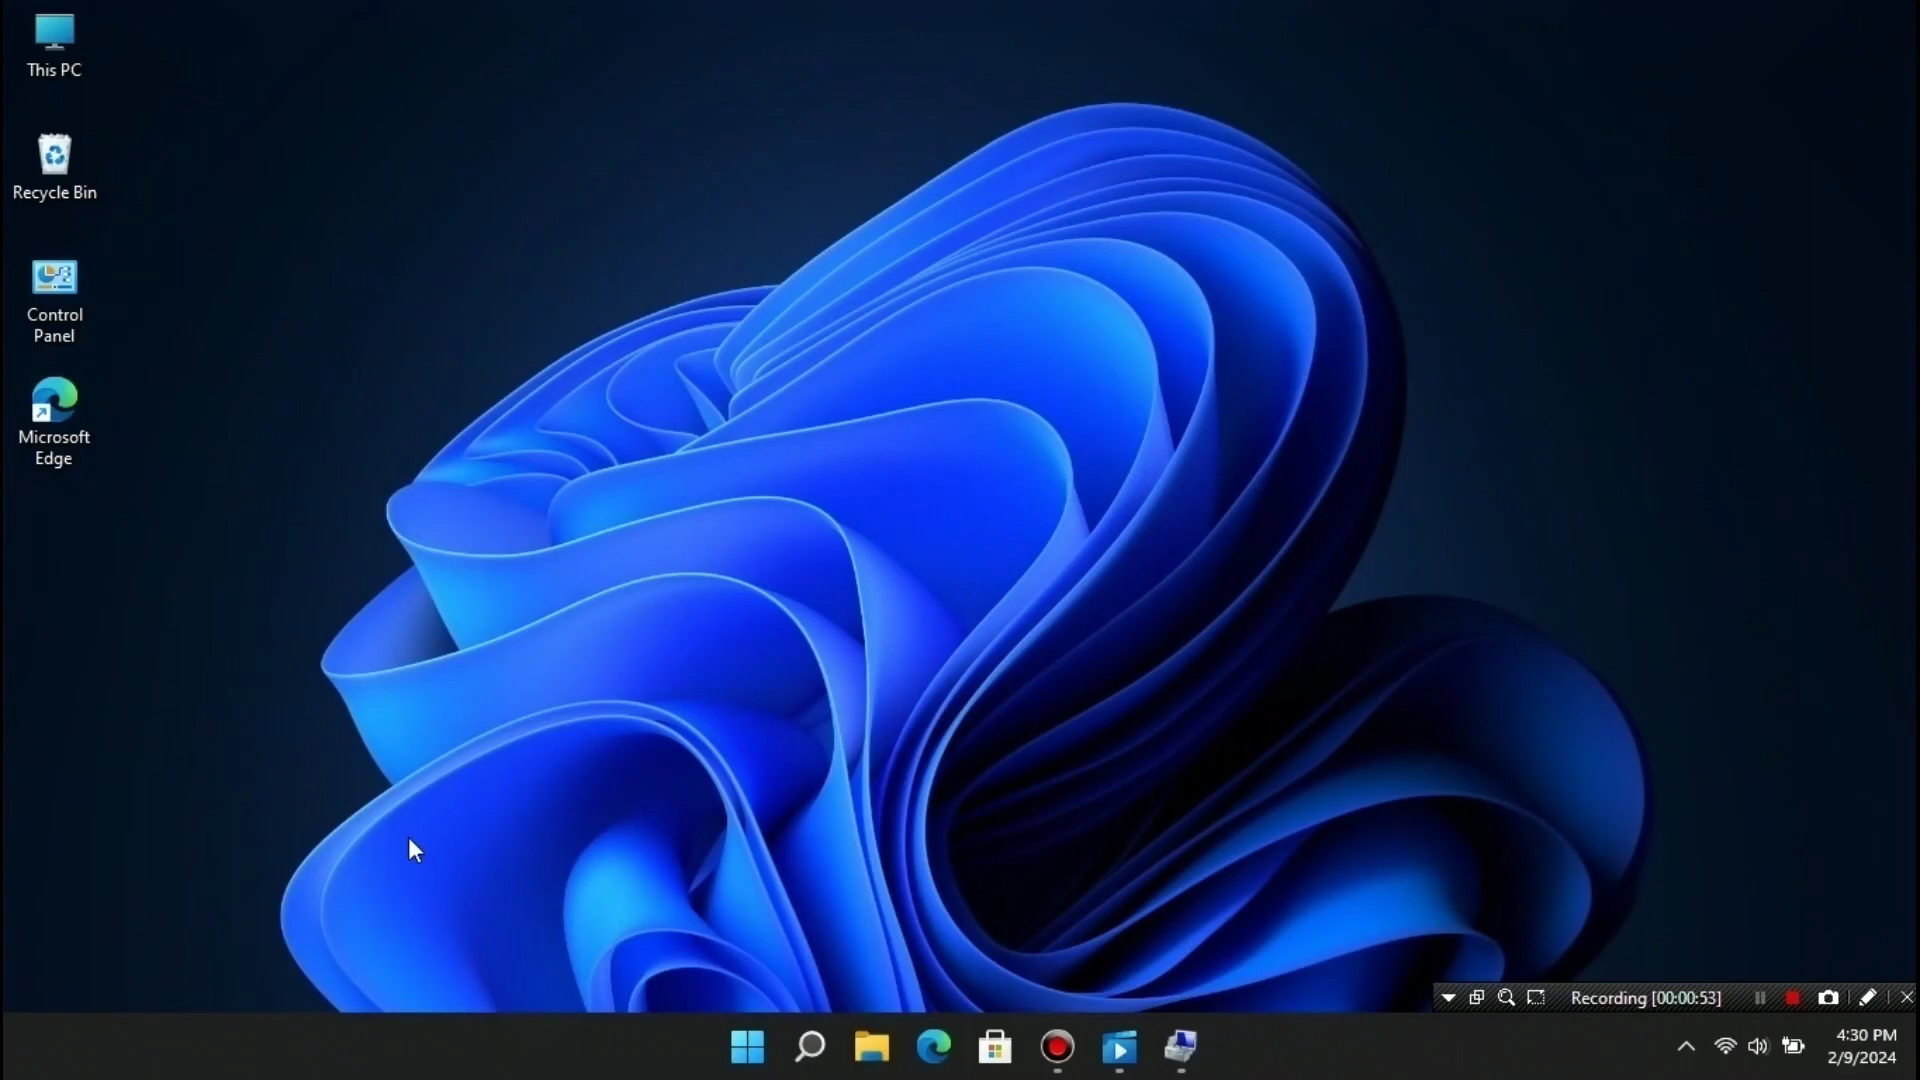 This PC
Recycle Bin
Control
Panel
Microsoft
Edge
Recording [00:00:53]
4:30 PM
2/9/2024